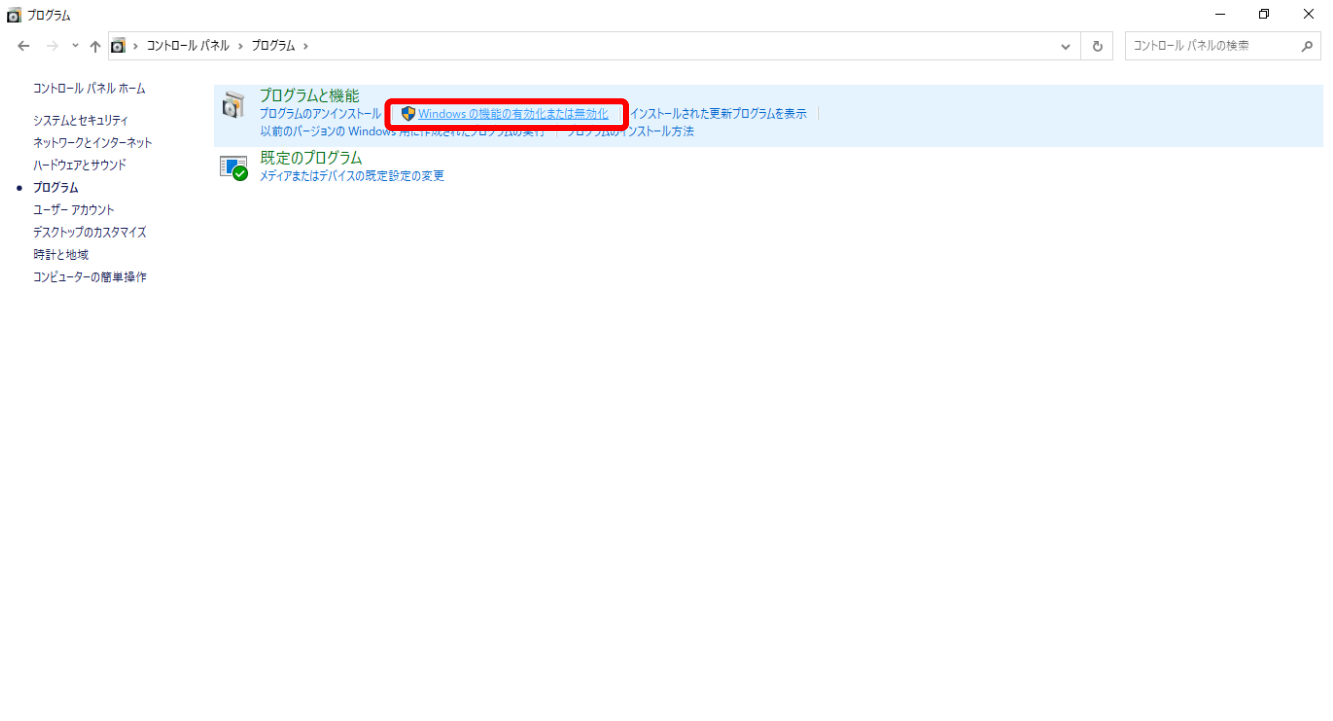 プログラム
コントロール パネル › プログラム ›
コントロール パネルの検索
コントロール パネル ホーム
システムとセキュリティ
ネットワークとインターネット
ハードウェアとサウンド
プログラム
ユーザー アカウント
デスクトップのカスタマイズ
時計と地域
コンピューターの簡単操作
プログラムと機能
プログラムのアンインストール Windows の機能の有効化または無効化 インストールされた更新プログラムを表示
以前のバージョンの Windows 用に作成されたプログラムの実行 プログラムのインストール方法
既定のプログラム
メディアまたはデバイスの既定設定の変更